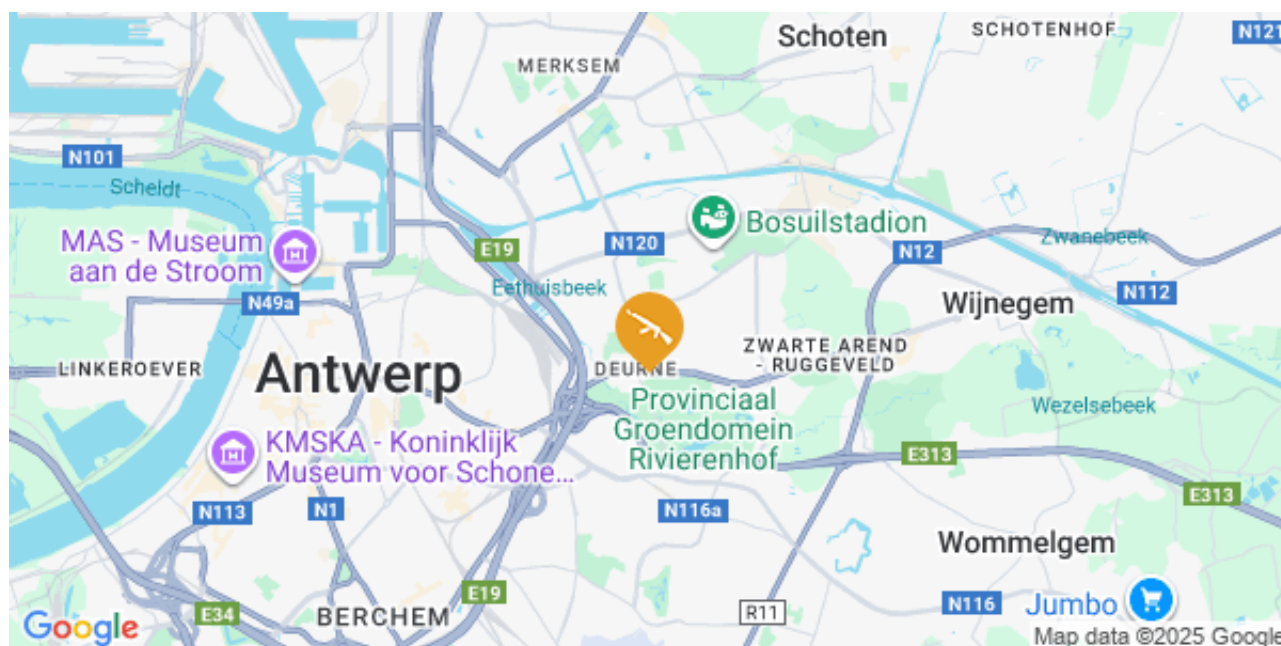 Schoten
SCHOTENHOF
N121
MERKSEM
N101
Scheldt
MAS - Museum
aan de Stroom
N49a
E19
N120
Bosuilstadion
N12
Zwanebeek
N112
Eethuisbeek
Wijnegem
LINKEROEVER
Antwerp
DEURNE
ZWARTE AREND
- RUGGEVELD
Provinciaal
Groendomein
Rivierenhof
Wezelsebeek
KMSKA - Koninklijk
Museum voor Schone...
E313
E313
N113
N1
N116a
Wommelgem
E19
E34
BERCHEM
R11
N116
Jumbo
Google
Map data ©2025 Google